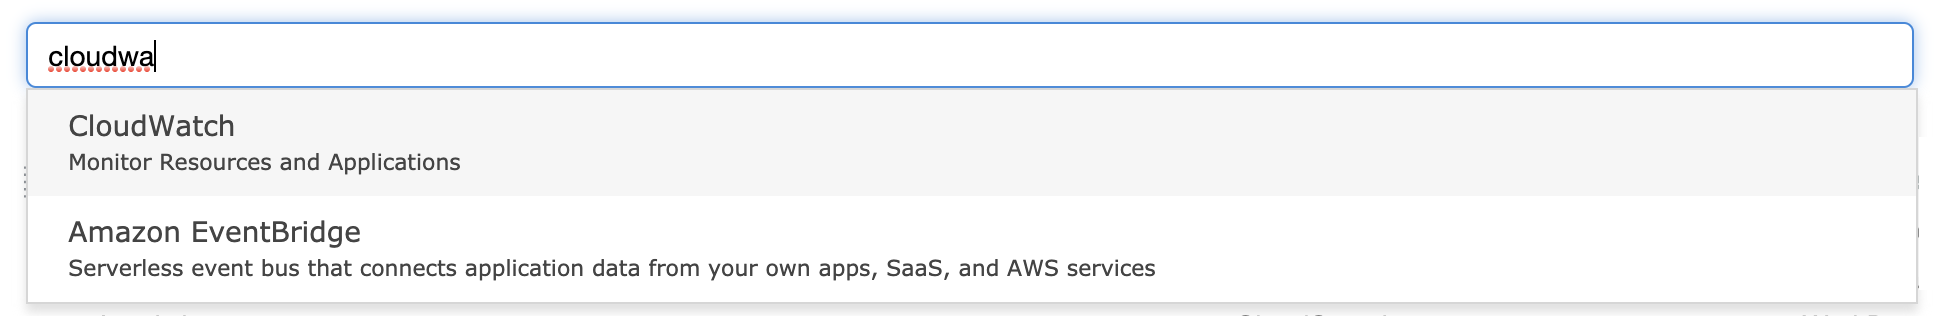 cloudwa
CloudWatch
Monitor Resources and Applications
Amazon EventBridge
Serverless event bus that connects application data from your own apps, SaaS, and AWS services